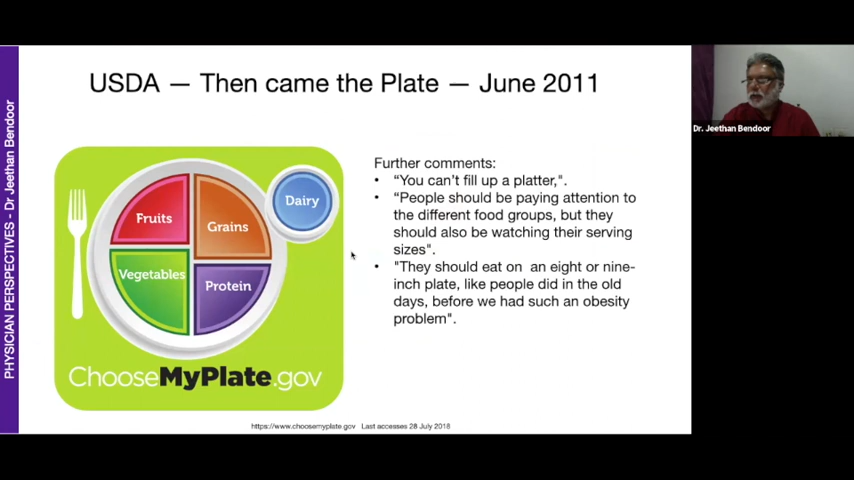 USDA — Then came the Plate — June 2011
PHYSICIAN PERSPECTIVES - Dr Jeethan Bendoor
Fruits
Grains
Dairy
Vegetables
Protein
ChooseMyPlate.gov
Further comments:
• “You can’t fill up a platter,".
• “People should be paying attention to
the different food groups, but they
should also be watching their serving
sizes".
• "They should eat on an eight or nine-
inch plate, like people did in the old
days, before we had such an obesity
problem".
https://www.choosemyplate.gov Last accesses 28 July 2018
Dr. Jeethan Bendoor